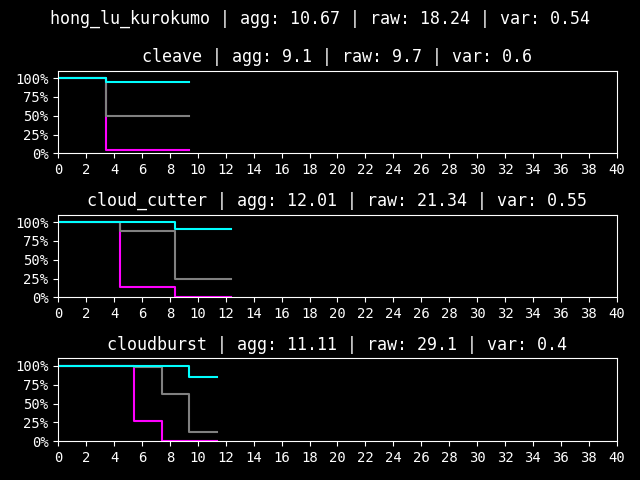 hong_lu_kurokumo | agg: 10.67 | raw: 18.24 | var: 0.54
cleave | agg: 9.1 | raw: 9.7 | var: 0.6
100%
75%
50%
25%
0%
0 2 4 6 8 10 12 14 16 18 20 22 24 26 28 30 32 34 36 38 40
cloud_cutter | agg: 12.01 | raw: 21.34 | var: 0.55
100%
75%
50%
25%
0%
0 2 4 6 8 10 12 14 16 18 20 22 24 26 28 30 32 34 36 38 40
cloudburst | agg: 11.11 | raw: 29.1 | var: 0.4
100%
75%
50%
25%
0%
0 2 4 6 8 10 12 14 16 18 20 22 24 26 28 30 32 34 36 38 40